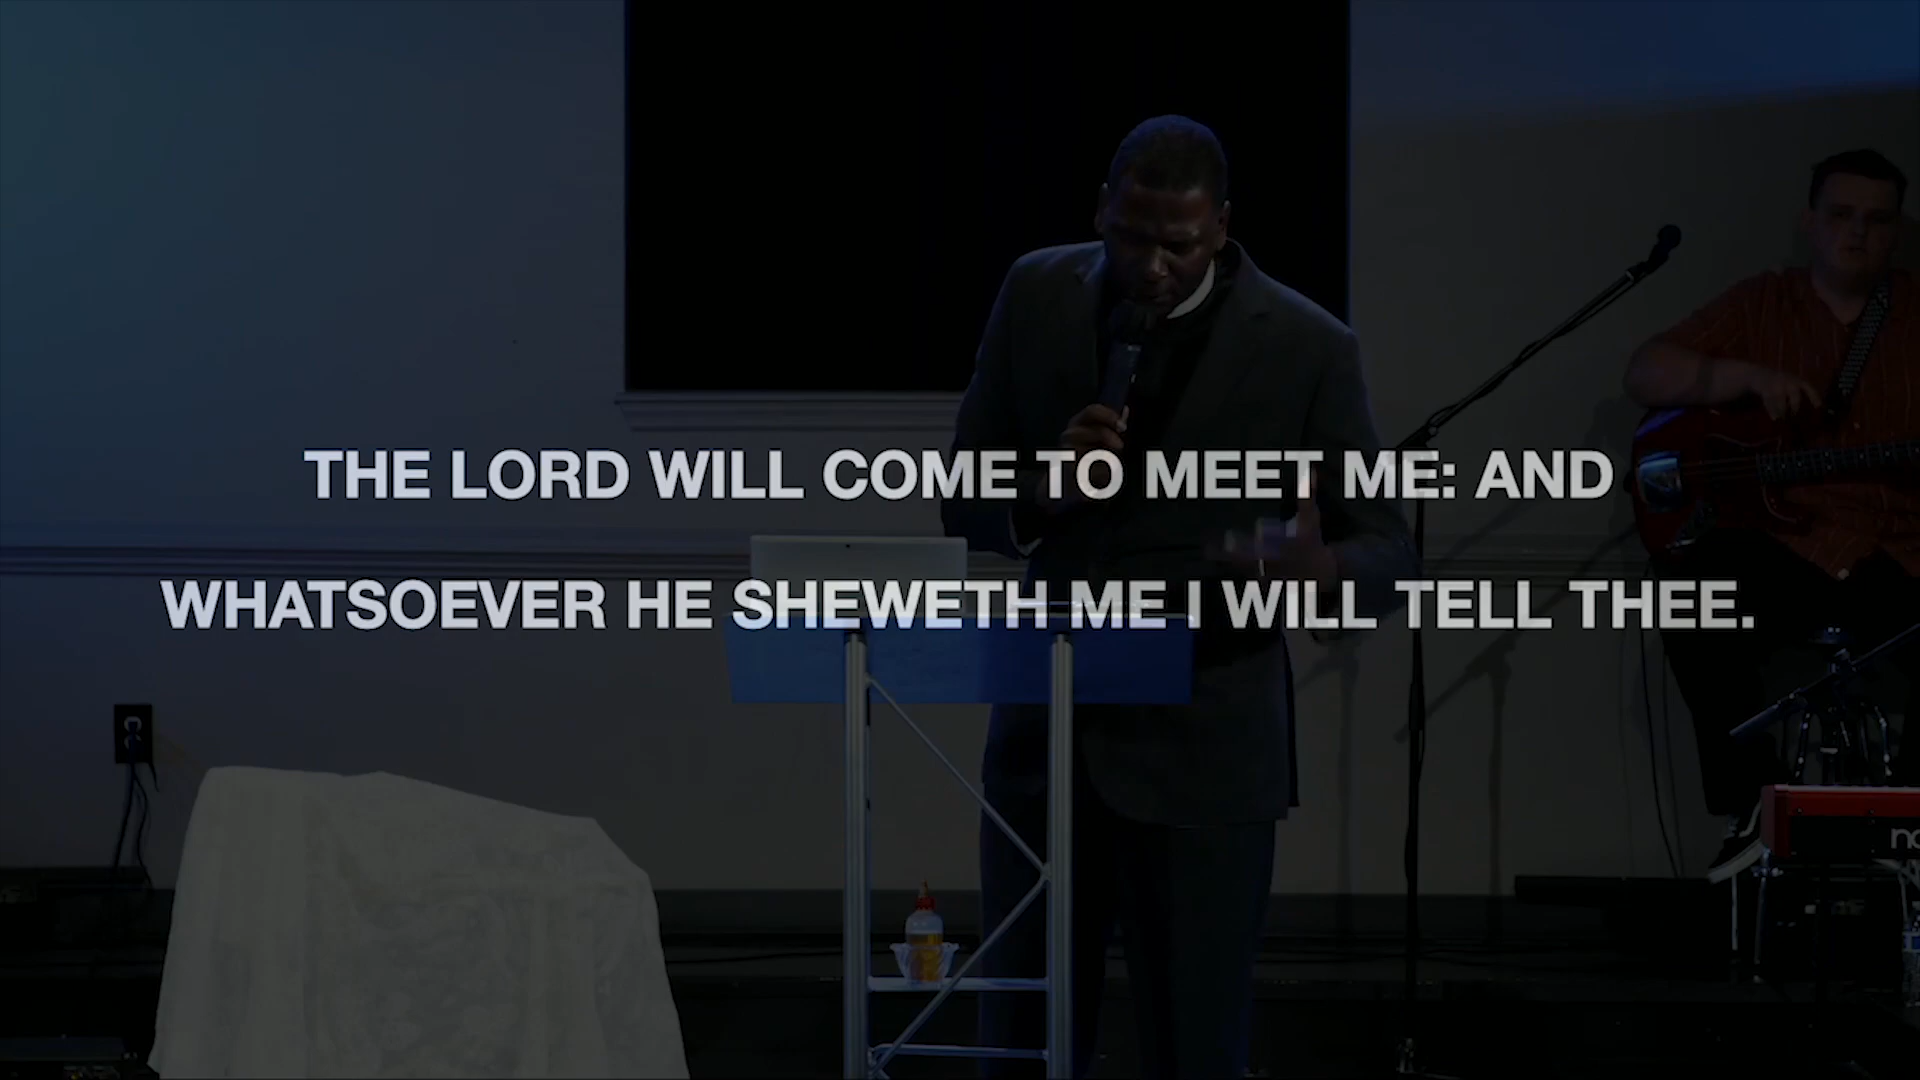 THE LORD WILL COME TO MEET ME: AND
WHATSOEVER HE SHEWETH ME I WILL TELL THEE.